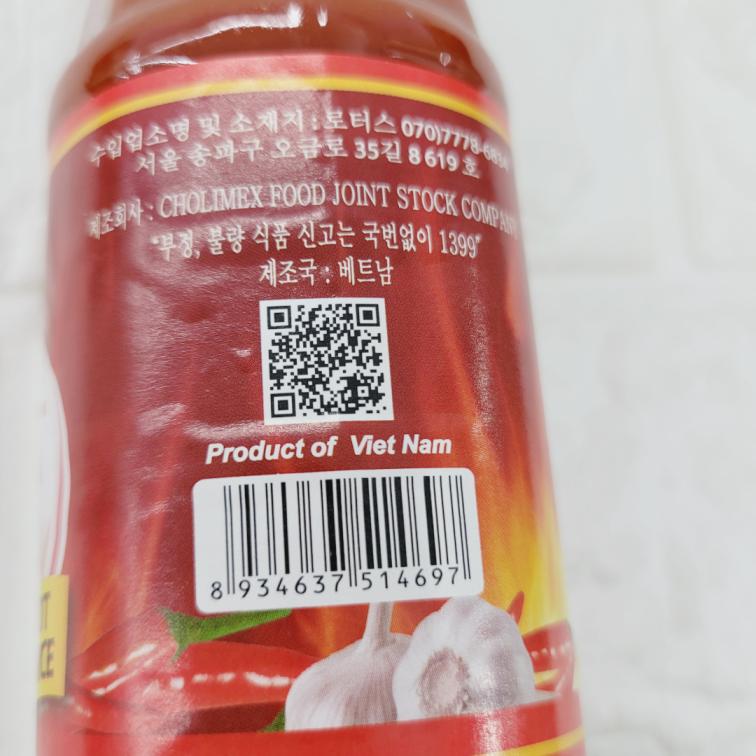 수입업소명 및 소재지 : 로터스 070)7778-6834
서울 송파구 오금로 35길 8 619 호
제조회사 : CHOLIMEX FOOD JOINT STOCK COMPANY
"부정, 불량 식품 신고는 국번없이 1399"
제조국 : 베트남
Product of Viet Nam
8 934637 514697